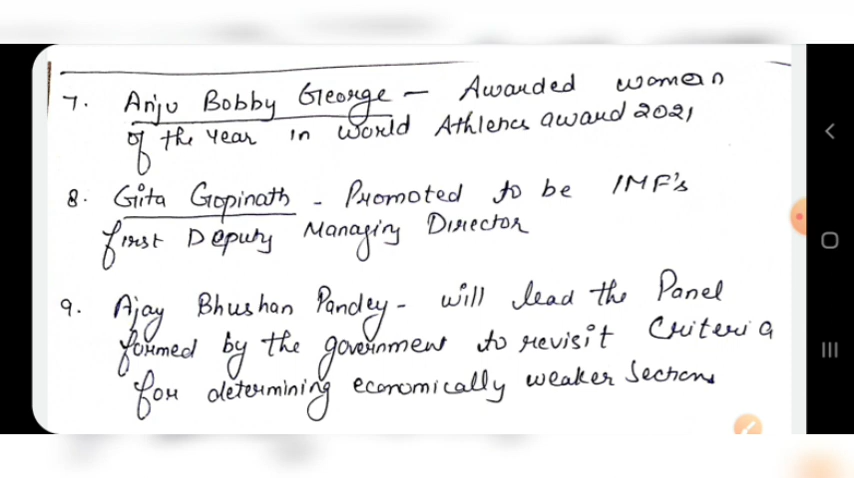 7. Anju Bobby George - Awarded woman
of the Year in World Athletics award 2021
8. Gita Gopinath - Promoted to be IMF's
first Deputy Managing Director
9. Ajay Bhushan Pandey - will lead the Panel
formed by the government to revisit Criteria
for determining economically weaker Sections